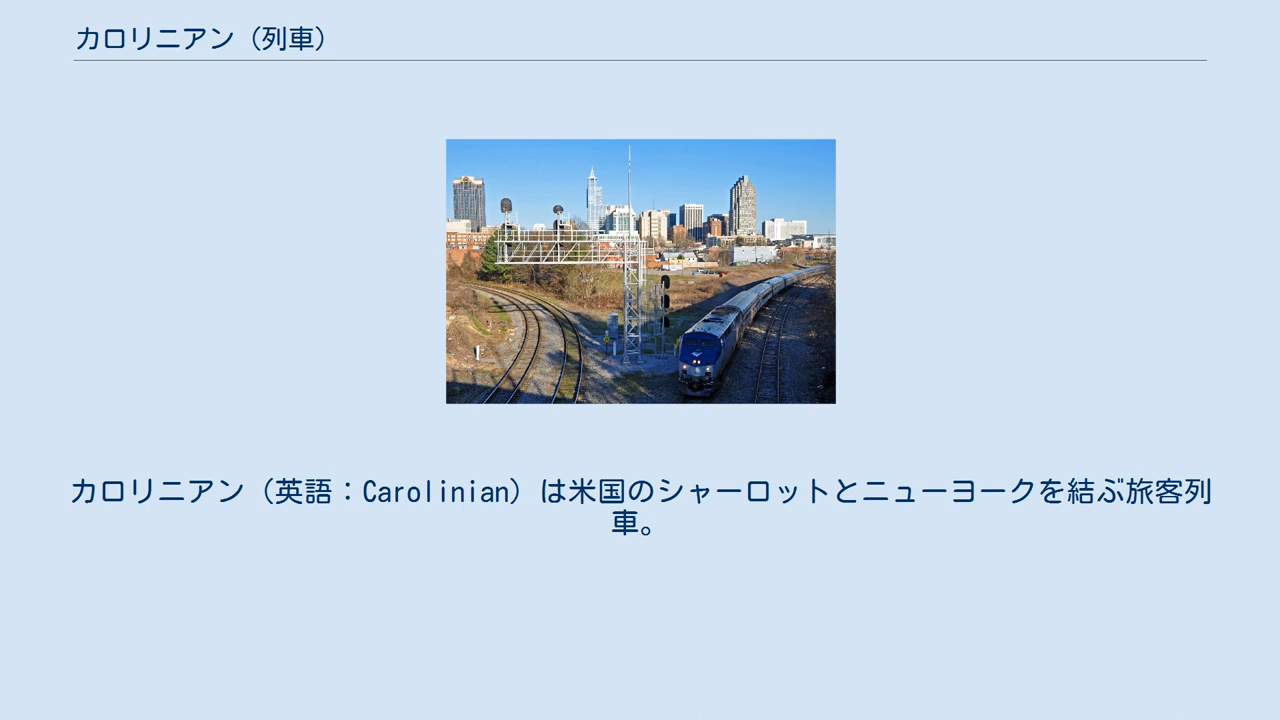 カロリニアン（列車）
カロリニアン（英語：Carolinian）は米国のシャーロットとニューヨークを結ぶ旅客列
車。